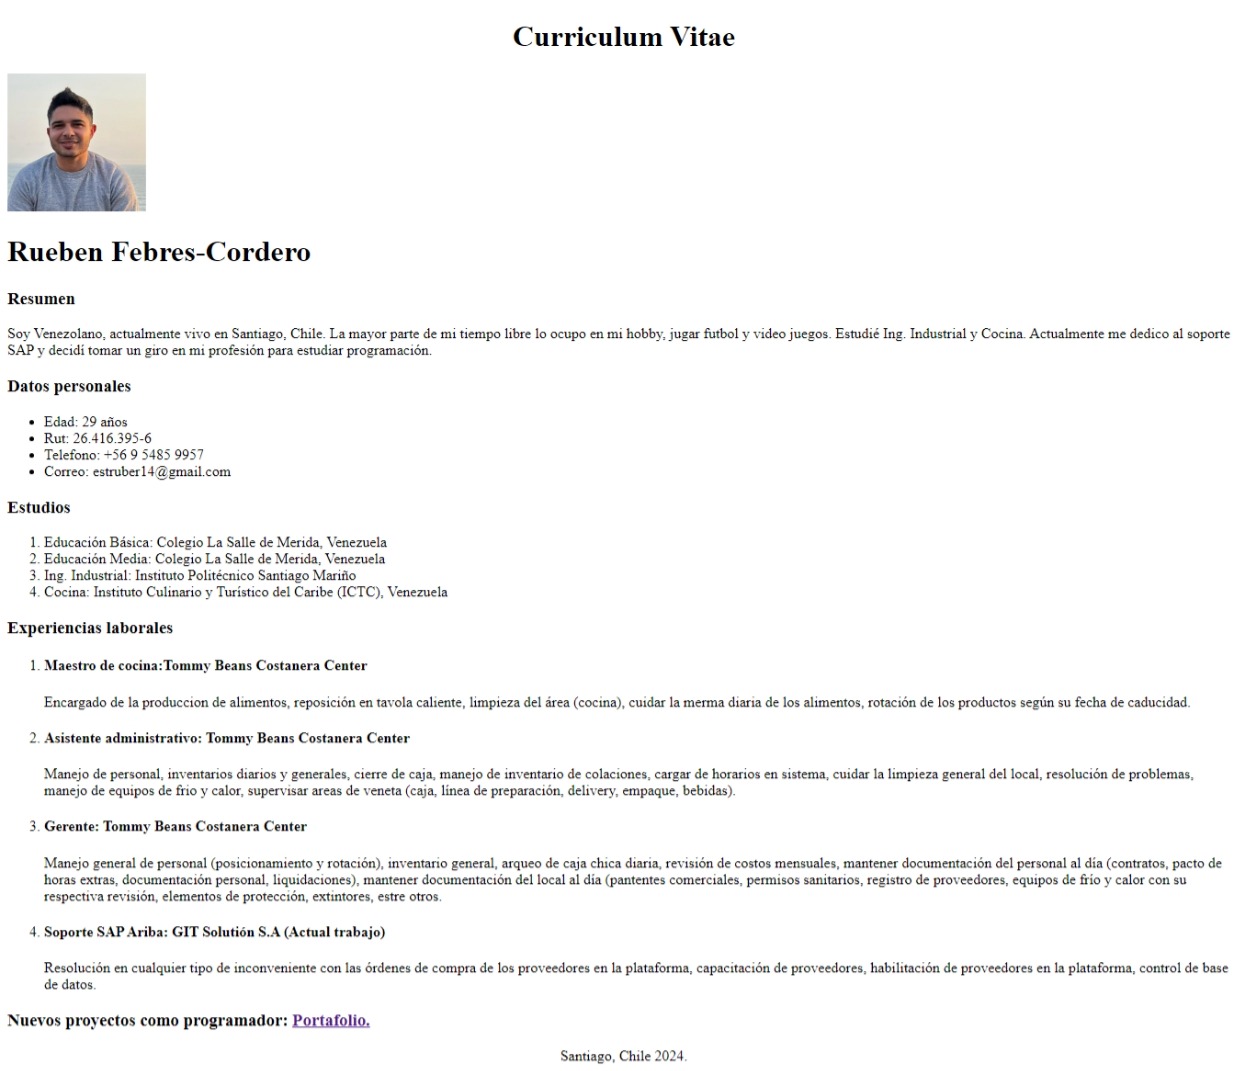 Curriculum Vitae
Rueben Febres-Cordero
Resumen
Soy Venezolano, actualmente vivo en Santiago, Chile. La mayor parte de mi tiempo libre lo ocupo en mi hobby, jugar futbol y video juegos. Estudié Ing. Industrial y Cocina. Actualmente me dedico al soporte
SAP y decidí tomar un giro en mi profesión para estudiar programación.
Datos personales
• Edad: 29 años
• Rut: 26.416.395-6
• Telefono: +56 9 5485 9957
• Correo: estruber14@gmail.com
Estudios
1. Educación Básica: Colegio La Salle de Merida, Venezuela
2. Educación Media: Colegio La Salle de Merida, Venezuela
3. Ing. Industrial: Instituto Politécnico Santiago Mariño
4. Cocina: Instituto Culinario y Turístico del Caribe (ICTC), Venezuela
Experiencias laborales
1. Maestro de cocina:Tommy Beans Costanera Center
Encargado de la produccion de alimentos, reposición en tavola caliente, limpieza del área (cocina), cuidar la merma diaria de los alimentos, rotación de los productos según su fecha de caducidad.
2. Asistente administrativo: Tommy Beans Costanera Center
Manejo de personal, inventarios diarios y generales, cierre de caja, manejo de inventario de colaciones, cargar de horarios en sistema, cuidar la limpieza general del local, resolución de problemas,
manejo de equipos de frio y calor, supervisar areas de veneta (caja, línea de preparación, delivery, empaque, bebidas).
3. Gerente: Tommy Beans Costanera Center
Manejo general de personal (posicionamiento y rotación), inventario general, arqueo de caja chica diaria, revisión de costos mensuales, mantener documentación del personal al día (contratos, pacto de
horas extras, documentación personal, liquidaciones), mantener documentación del local al día (pantentes comerciales, permisos sanitarios, registro de proveedores, equipos de frío y calor con su
respectiva revisión, elementos de protección, extintores, estre otros.
4. Soporte SAP Ariba: GIT Solutión S.A (Actual trabajo)
Resolución en cualquier tipo de inconveniente con las órdenes de compra de los proveedores en la plataforma, capacitación de proveedores, habilitación de proveedores en la plataforma, control de base
de datos.
Nuevos proyectos como programador: Portafolio.
Santiago, Chile 2024.